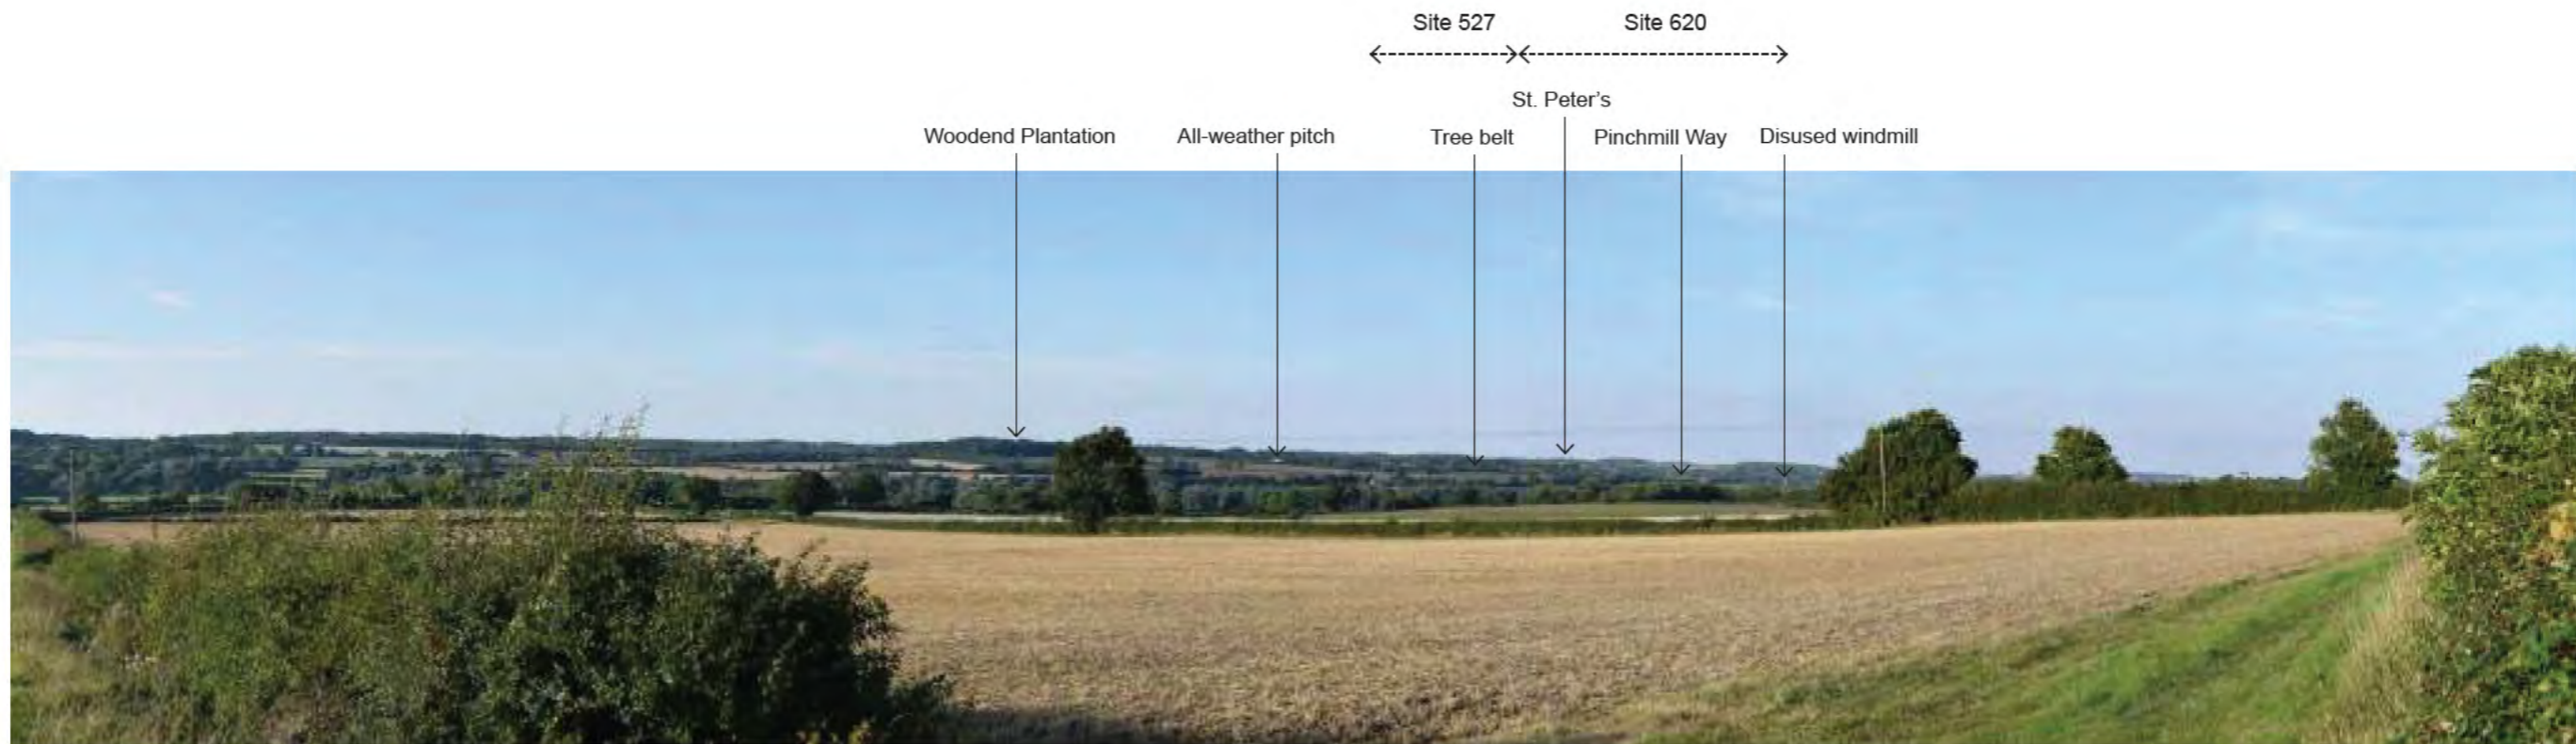 Site 527
Site 620
St. Peter's
Woodend Plantation
All-weather pitch
Tree belt
Pinchmill Way
Disused windmill